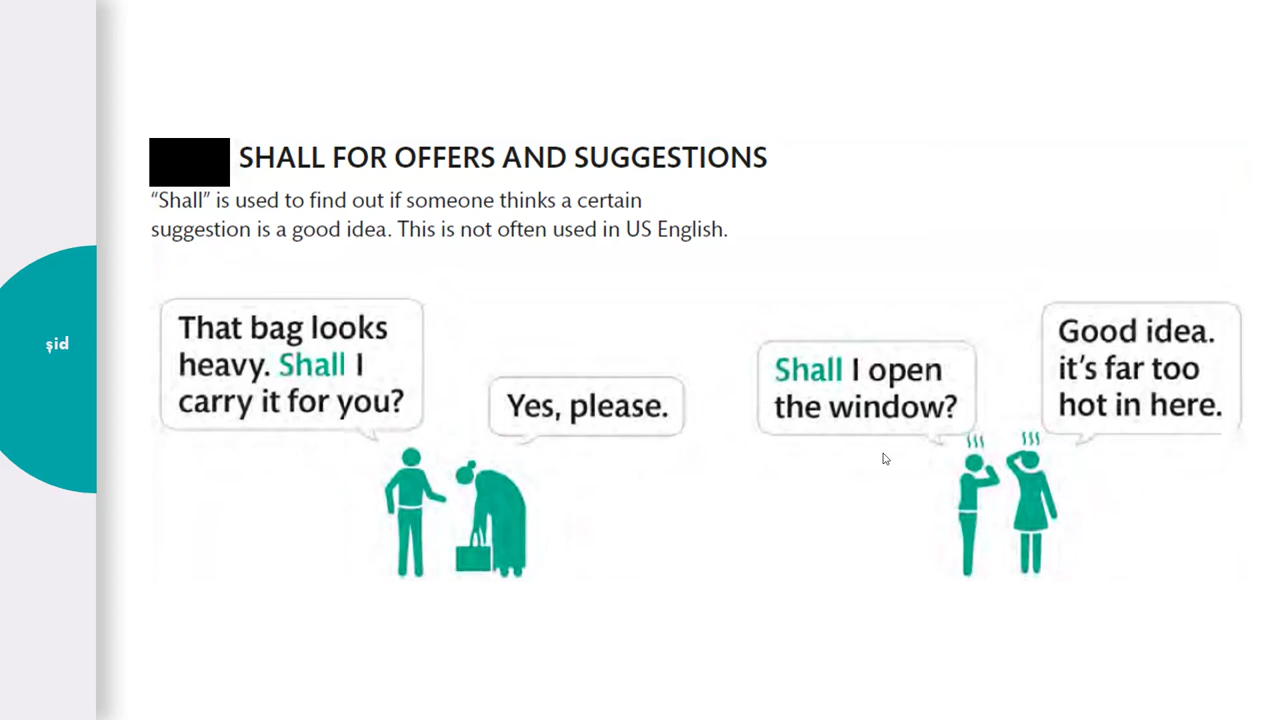 SHALL FOR OFFERS AND SUGGESTIONS
“Shall” is used to find out if someone thinks a certain
suggestion is a good idea. This is not often used in US English.
șid
That bag looks
heavy. Shall I
carry it for you?
Yes, please.
Shall I open
the window?
Good idea.
it’s far too
hot in here.